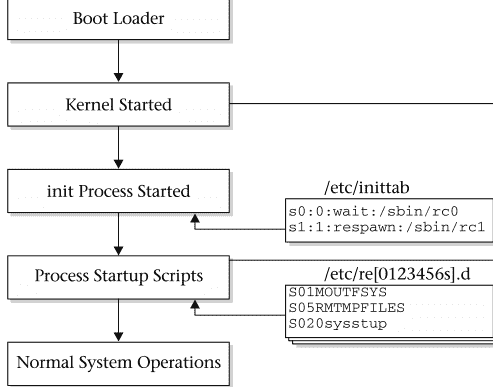 Boot Loader
Kernel Started
init Process Started
/etc/inittab
s0:0:wait:/sbin/rc0
s1:1:respawn:/sbin/rc1
Process Startup Scripts
/etc/re[0123456s].d
S01MOUTFSYS
S05RMTMPFILES
S020sysstup
Normal System Operations